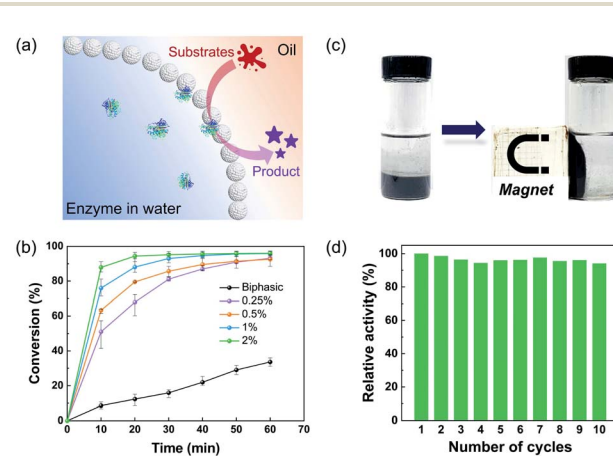 (a)
Substrates
Oil
Product
Enzyme in water
(b)
Conversion (%)
100
80
60
40
20
0
Biphasic
0.25%
0.5%
1%
2%
0 10 20 30 40 50 60 70
Time (min)
(c)
Magnet
(d)
Relative activity (%)
100
80
60
40
20
0
1 2 3 4 5 6 7 8 9 10
Number of cycles